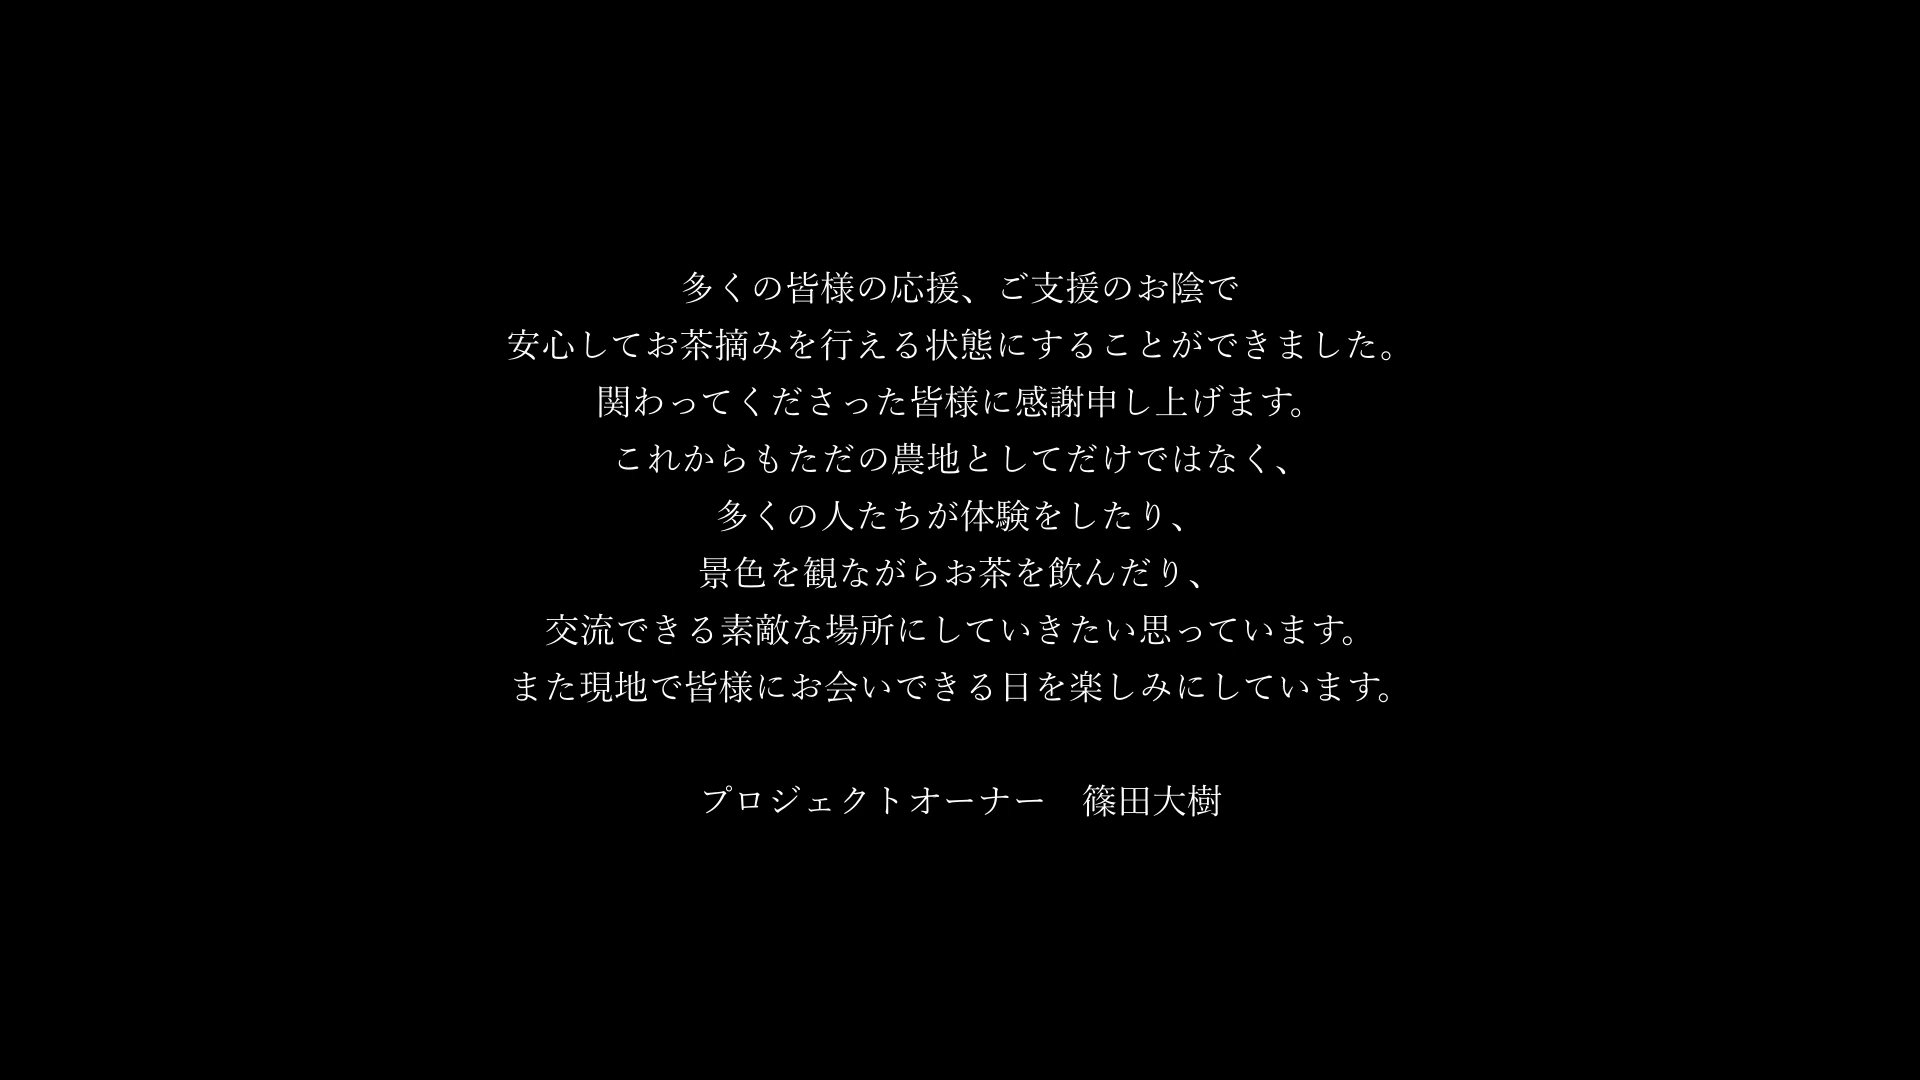 多くの皆様の応援、ご支援のお陰で
安心してお茶摘みを行える状態にすることができました。
関わってくださった皆様に感謝申し上げます。
これからもただの農地としてだけではなく、
多くの人たちが体験をしたり、
景色を観ながらお茶を飲んだり、
交流できる素敵な場所にしていきたい思っています。
また現地で皆様にお会いできる日を楽しみにしています。
プロジェクトオーナー　篠田大樹